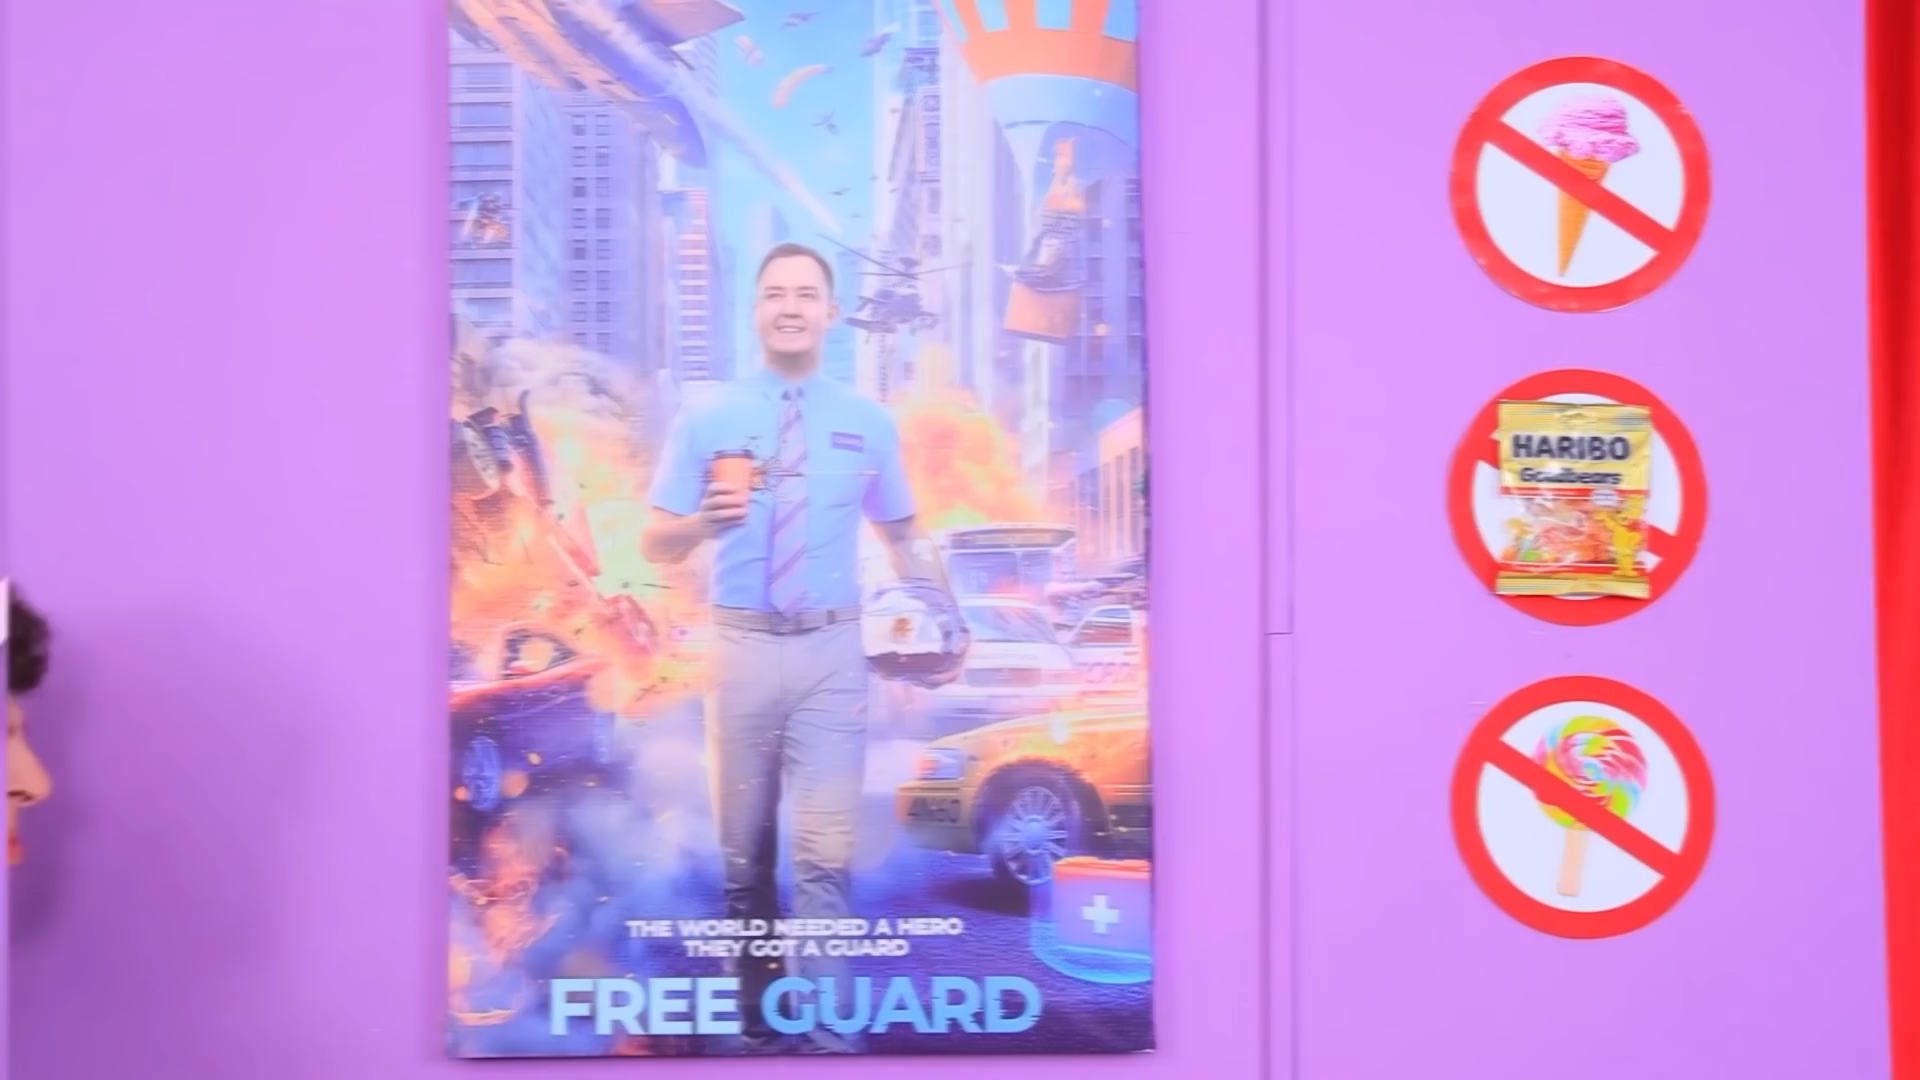 THE WORLD NEEDED A HERO
THEY GOT A GUARD
FREE GUARD
HARIBO
Goldbears